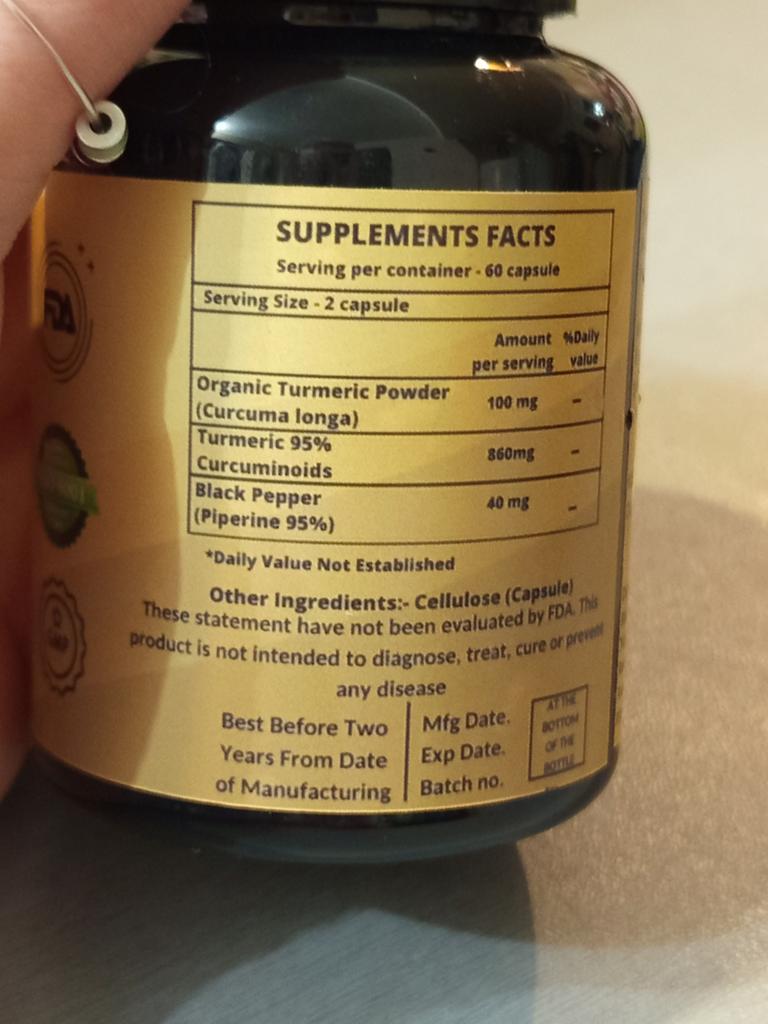 SUPPLEMENTS FACTS
Serving per container - 60 capsule
Serving Size - 2 capsule
Amount per serving %Daily value
Organic Turmeric Powder (Curcuma longa) 100 mg –
Turmeric 95% Curcuminoids 860mg –
Black Pepper (Piperine 95%) 40 mg –
*Daily Value Not Established
Other Ingredients:- Cellulose (Capsule)
These statement have not been evaluated by FDA. This
product is not intended to diagnose, treat, cure or prevent
any disease
Best Before Two
Years From Date
of Manufacturing
Mfg Date.
Exp Date.
Batch no.
AT THE
BOTTOM
OF THE
BOTTLE
FDA
GMP